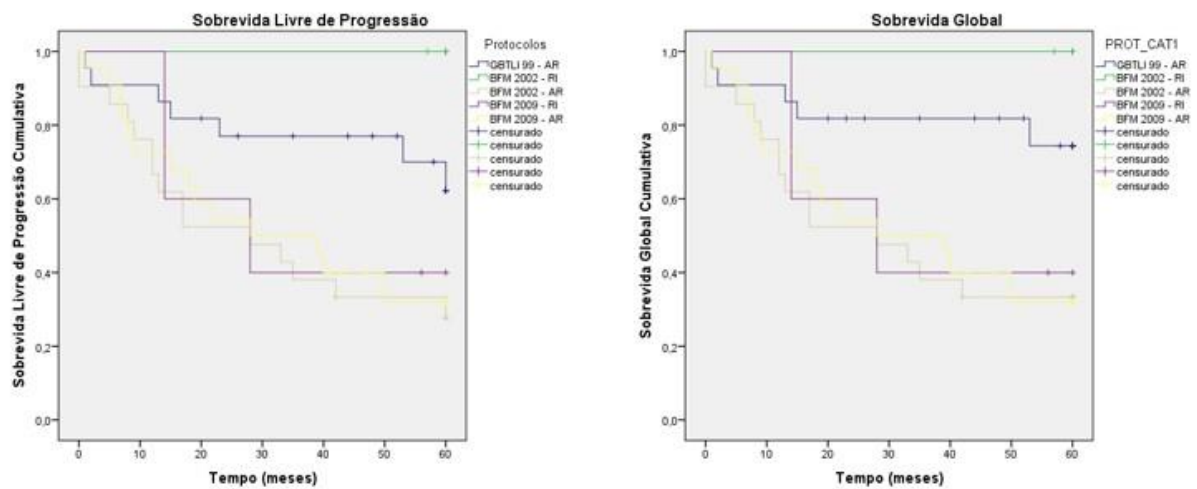 Sobrevida Livre de Progressão
Sobrevida Livre de Progressão Cumulativa
1,0
0,8
0,6
0,4
0,2
0,0
0 10 20 30 40 50 60
Tempo (meses)
Protocolos
GBTLI 99 - AR
BFM 2002 - RI
BFM 2002 - AR
BFM 2009 - RI
BFM 2009 - AR
censurado
censurado
censurado
censurado
censurado
Sobrevida Global
Sobrevida Global Cumulativa
1,0
0,8
0,6
0,4
0,2
0,0
0 10 20 30 40 50 60
Tempo (meses)
PROT_CAT1
GBTLI 99 - AR
BFM 2002 - RI
BFM 2002 - AR
BFM 2009 - RI
BFM 2009 - AR
censurado
censurado
censurado
censurado
censurado